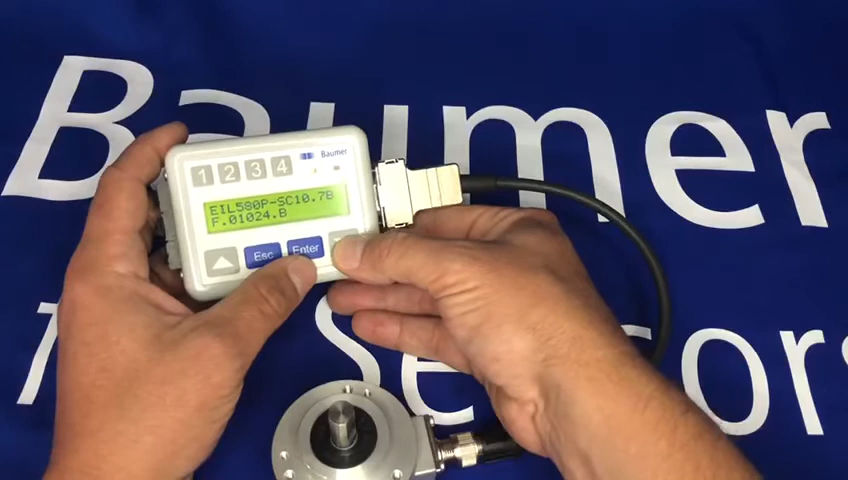 Baumer
1 2 3 4
Baumer
EIL580P-SC10.7B
F.01024.B
Esc Enter